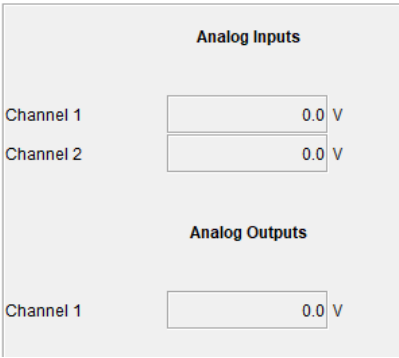 Analog Inputs
Channel 1 0.0 V
Channel 2 0.0 V
Analog Outputs
Channel 1 0.0 V